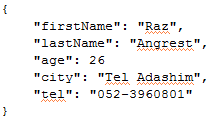 {
"firstName": "Raz",
"lastName": "Angrest",
"age": 26
"city": "Tel Adashim",
"tel": "052-3960801"
}